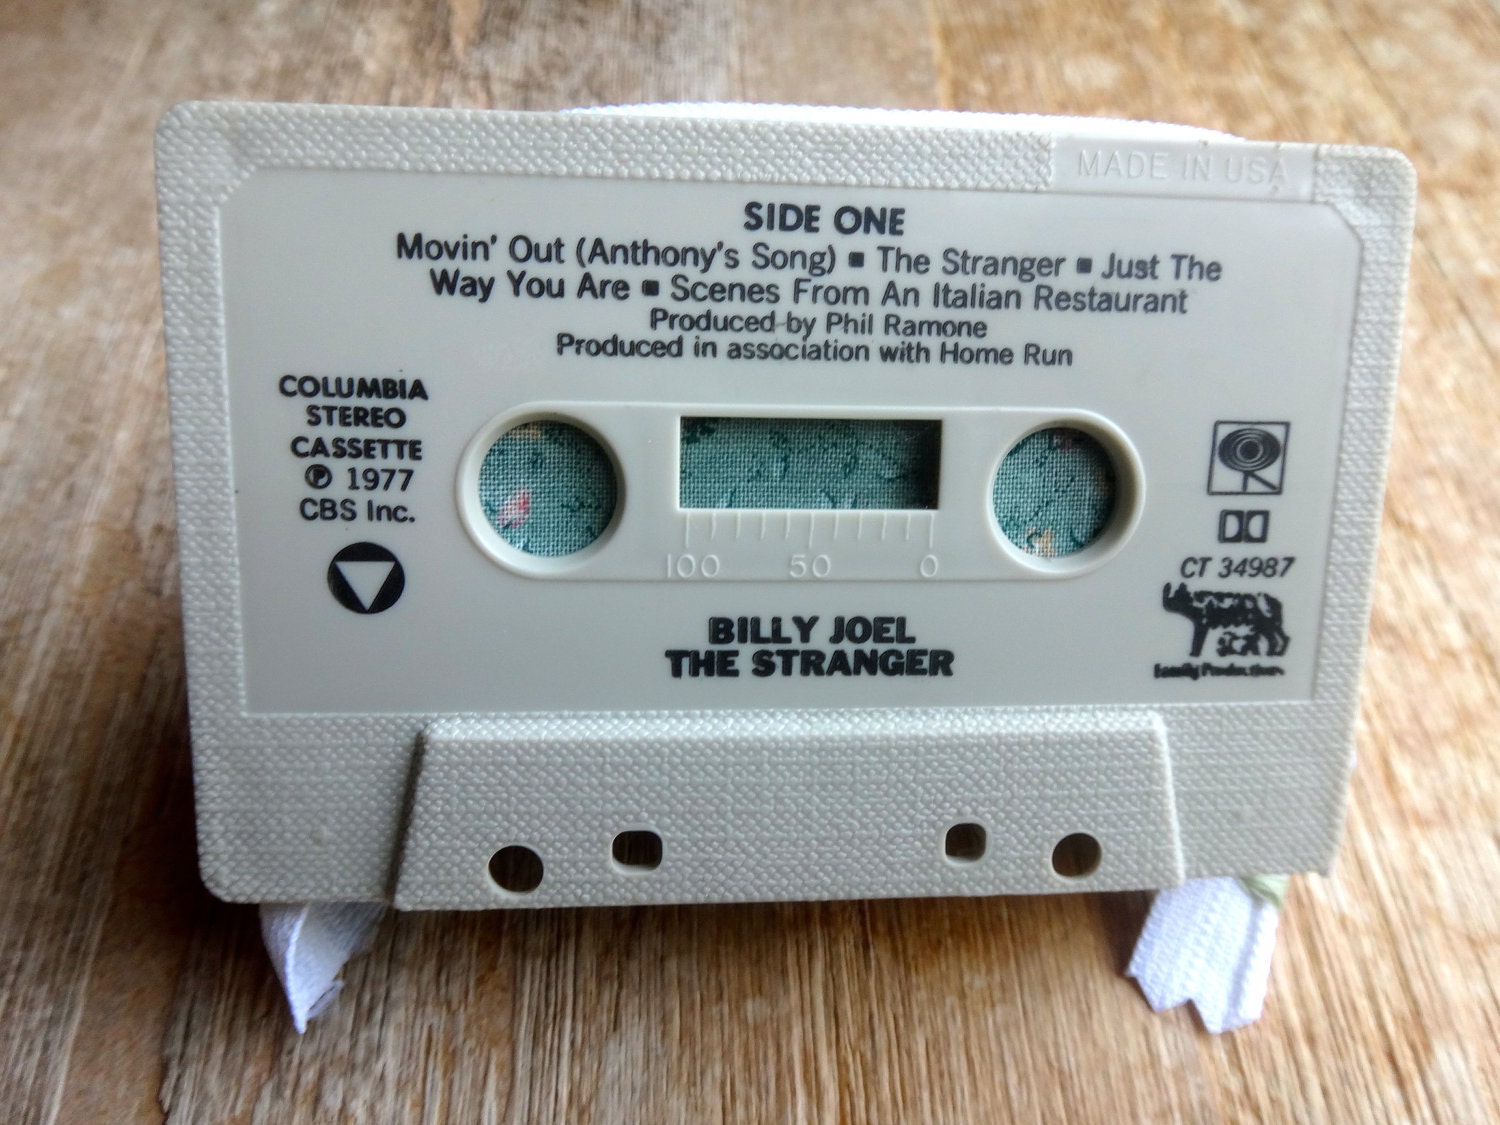 MADE IN USA
SIDE ONE
Movin' Out (Anthony's Song) ■ The Stranger ■ Just The
Way You Are ■ Scenes From An Italian Restaurant
Produced by Phil Ramone
Produced in association with Home Run
COLUMBIA
STEREO
CASSETTE
℗ 1977
CBS Inc.
100 50 0
CT 34987
BILLY JOEL
THE STRANGER
Family Productions